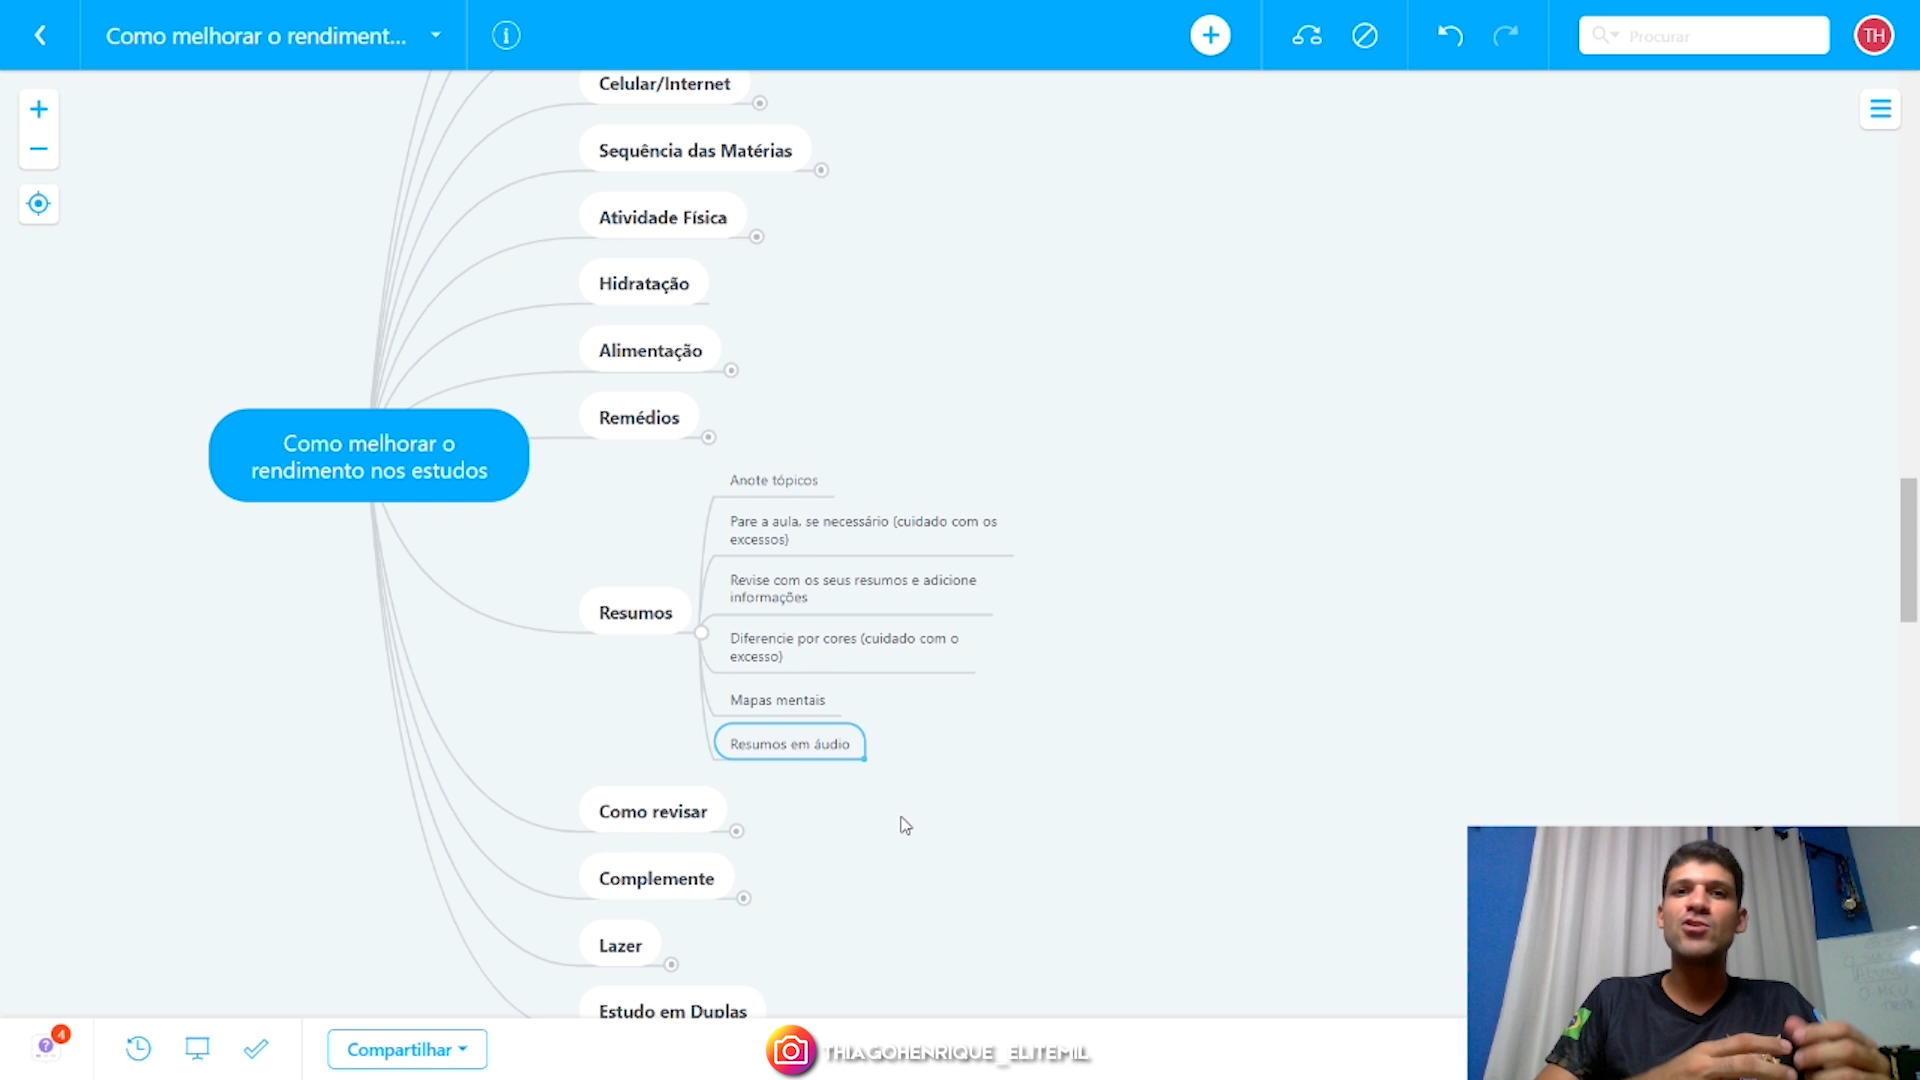 Como melhorar o rendiment...
Procurar
TH
Celular/Internet
Sequência das Matérias
Atividade Física
Hidratação
Alimentação
Remédios
Como melhorar o
rendimento nos estudos
Anote tópicos
Pare a aula, se necessário (cuidado com os
excessos)
Revise com os seus resumos e adicione
informações
Resumos
Diferencie por cores (cuidado com o
excesso)
Mapas mentais
Resumos em áudio
Como revisar
Complemente
Lazer
Estudo em Duplas
4
Compartilhar
THIAGOHENRIQUE_ELITEMIL